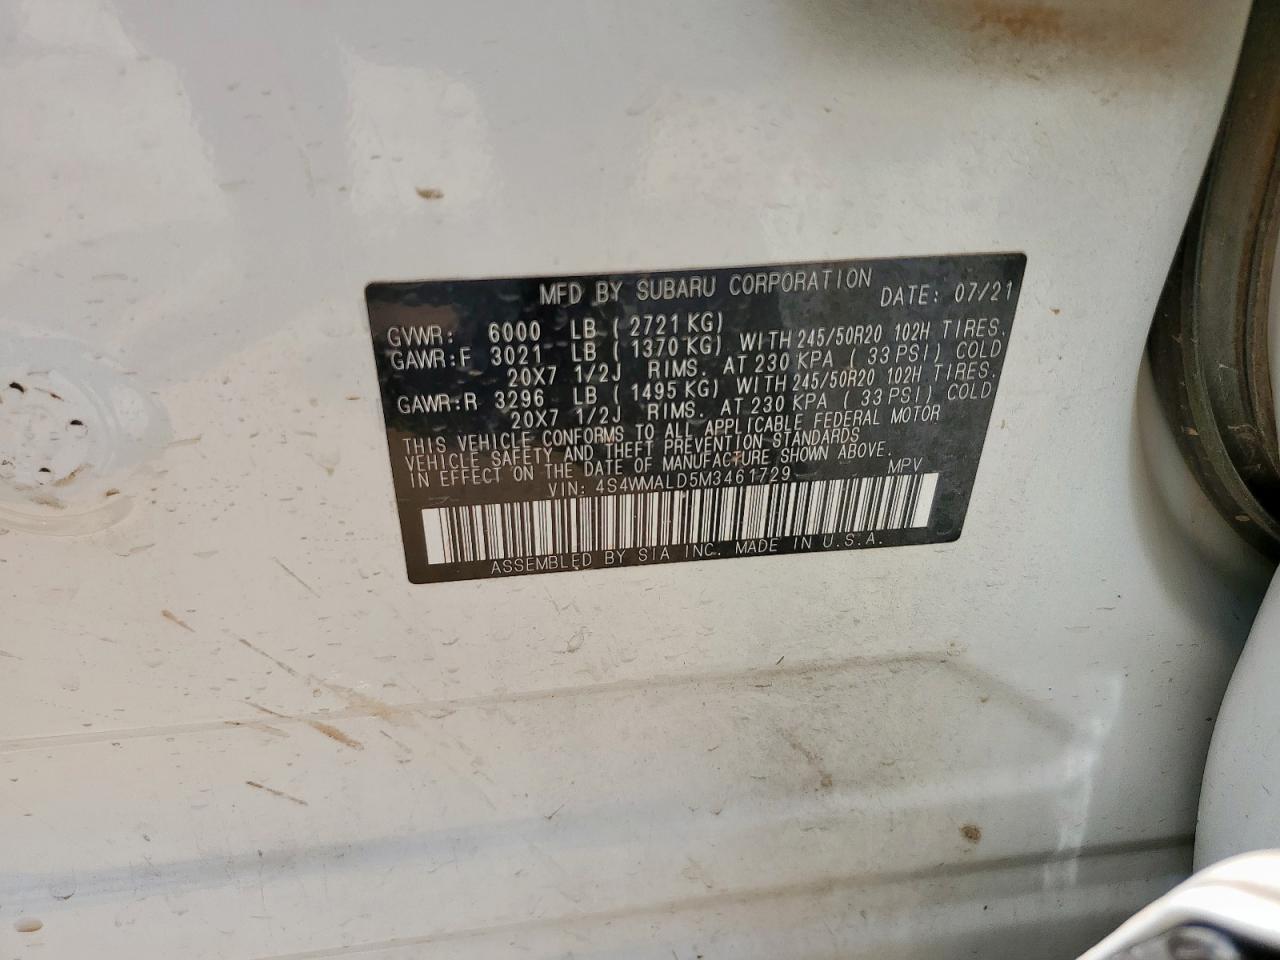 MFD BY SUBARU CORPORATION DATE: 07/21
GVWR: 6000 LB ( 2721 KG)
GAWR:F 3021 LB ( 1370 KG) WITH 245/50R20 102H TIRES.
20X7 1/2J RIMS. AT 230 KPA ( 33 PSI) COLD
GAWR:R 3296 LB ( 1495 KG) WITH 245/50R20 102H TIRES.
20X7 1/2J RIMS. AT 230 KPA ( 33 PSI) COLD
THIS VEHICLE CONFORMS TO ALL APPLICABLE FEDERAL MOTOR
VEHICLE SAFETY AND THEFT PREVENTION STANDARDS
IN EFFECT ON THE DATE OF MANUFACTURE SHOWN ABOVE.
VIN: 4S4WMALD5M3461729 MPV
ASSEMBLED BY SIA INC. MADE IN U.S.A.